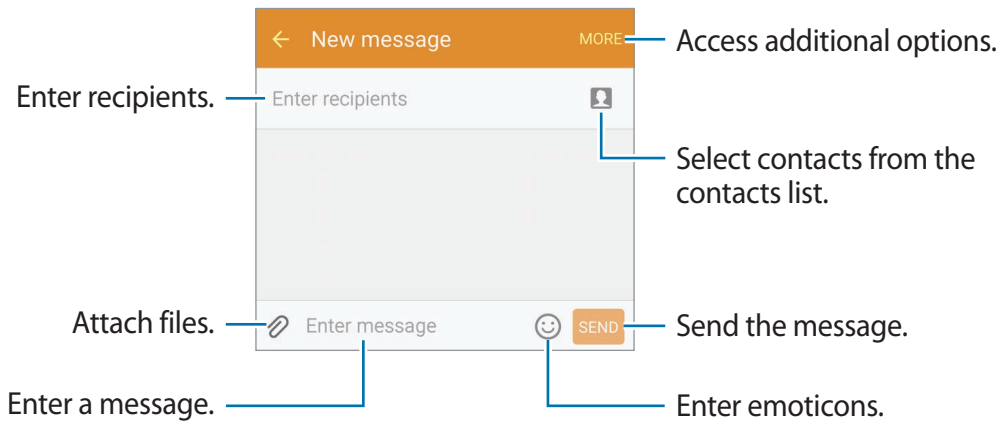 New message
MORE
Access additional options.
Enter recipients.
Enter recipients
Select contacts from the
contacts list.
Attach files.
Enter message
SEND
Send the message.
Enter a message.
Enter emoticons.